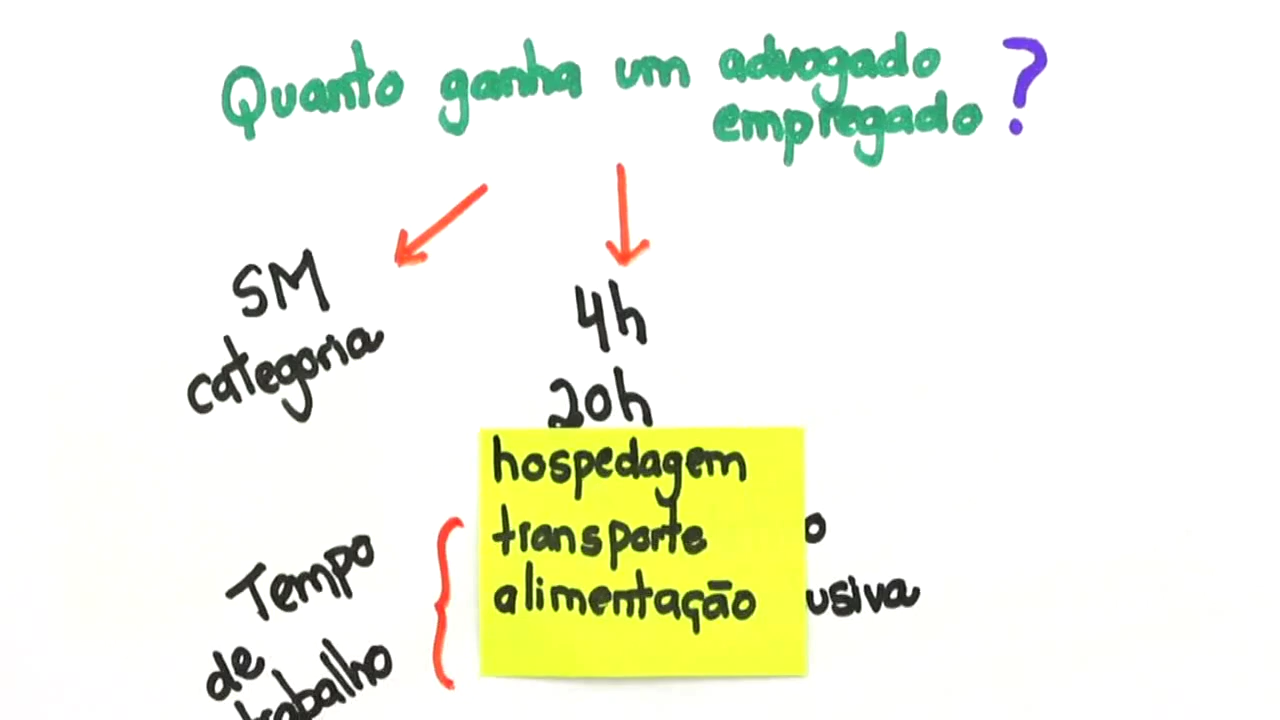 Quanto ganha um advogado
empregado ?
SM
categoria
4h
20h
hospedagem
transporte
alimentação
Tempo
de